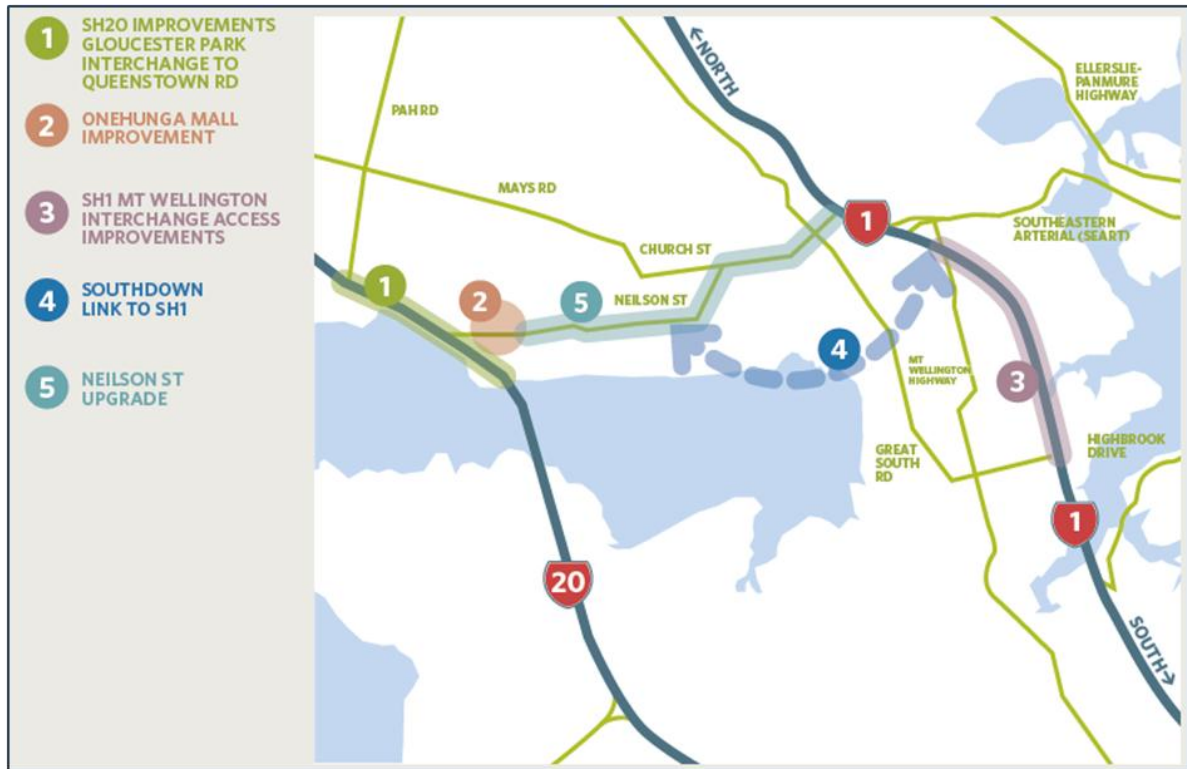 1
SH20 IMPROVEMENTS
GLOUCESTER PARK
INTERCHANGE TO
QUEENSTOWN RD
2
ONEHUNGA MALL
IMPROVEMENT
3
SH1 MT WELLINGTON
INTERCHANGE ACCESS
IMPROVEMENTS
4
SOUTHDOWN
LINK TO SH1
5
NEILSON ST
UPGRADE
←NORTH
ELLERSLIE-
PANMURE
HIGHWAY
PAH RD
MAYS RD
1
SOUTHEASTERN
ARTERIAL (SEART)
CHURCH ST
1
2
5
NEILSON ST
4
MT
WELLINGTON
HIGHWAY
3
GREAT
SOUTH
RD
HIGHBROOK
DRIVE
1
20
SOUTH→